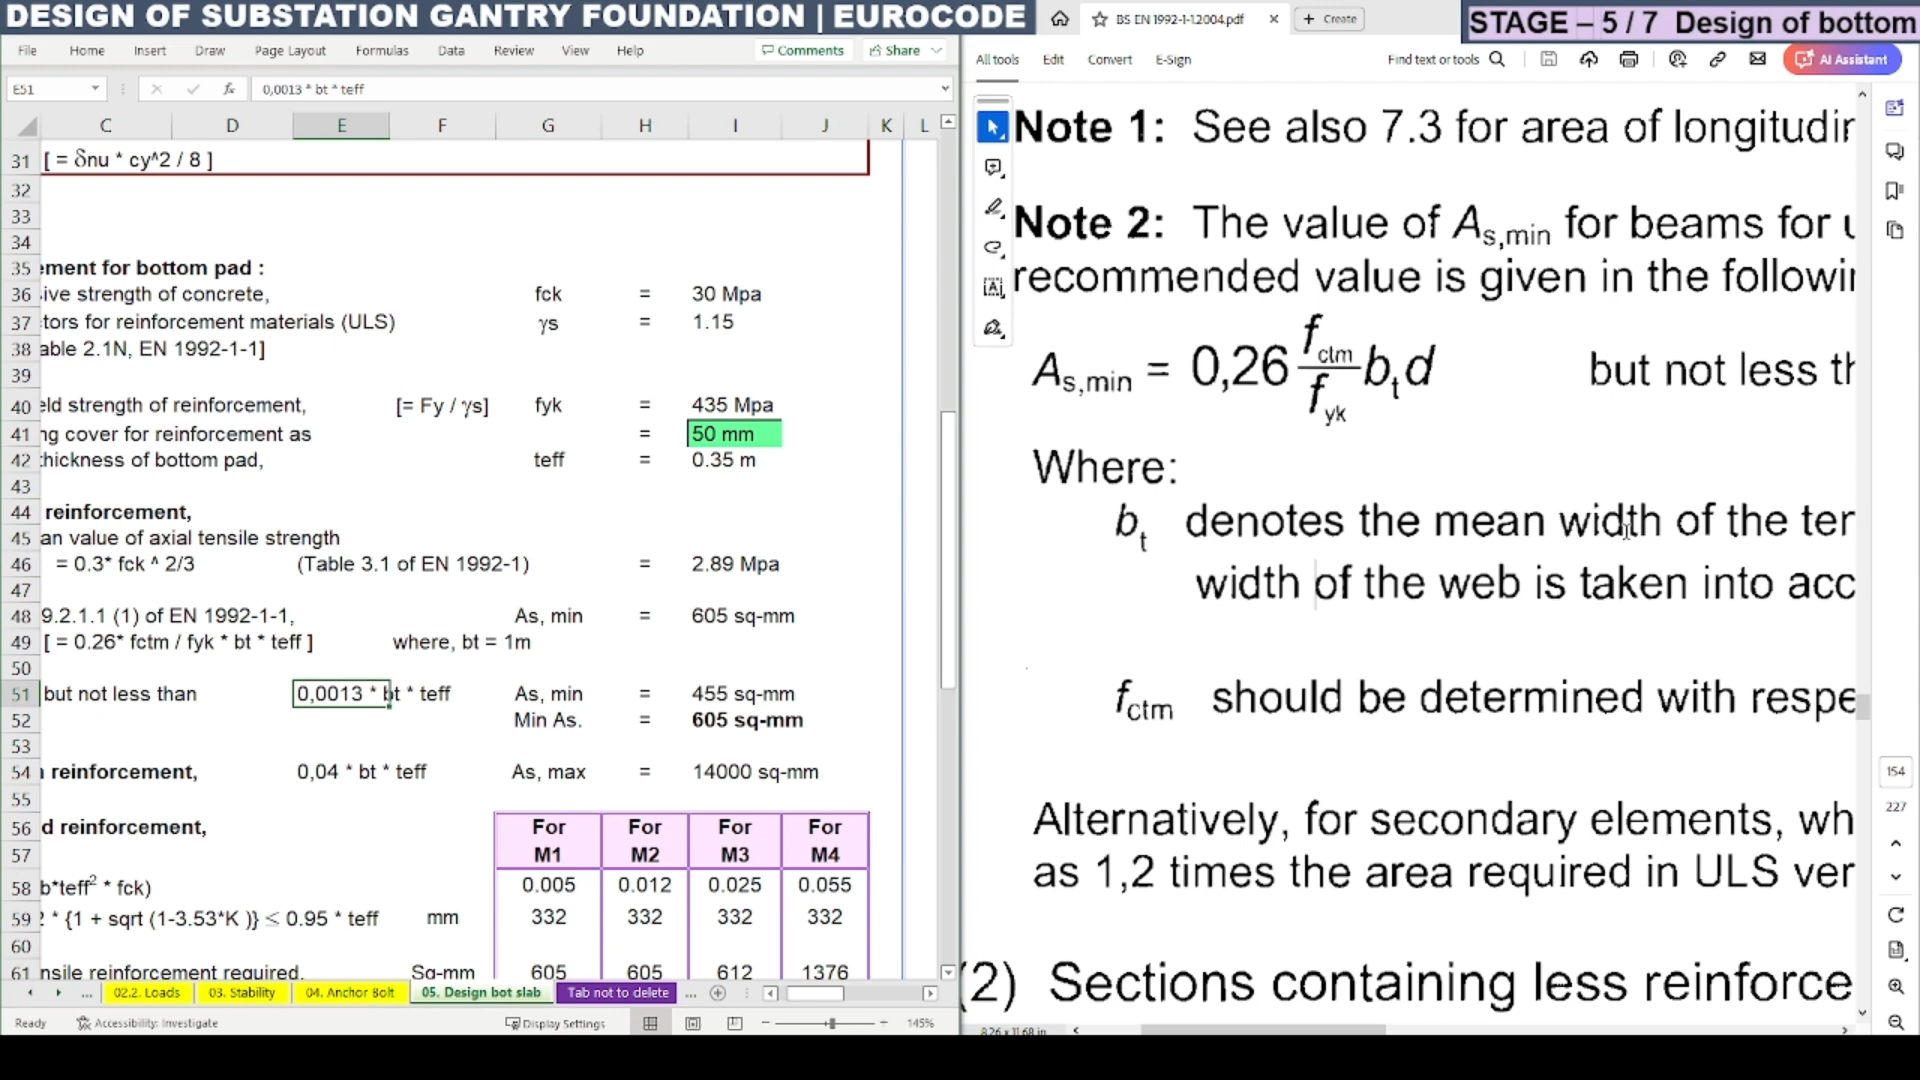 DESIGN OF SUBSTATION GANTRY FOUNDATION | EUROCODE
STAGE – 5 / 7 Design of bottom
BS EN 1992-1-1.2004.pdf
Create
File Home Insert Draw Page Layout Formulas Data Review View Help Comments Share
All tools Edit Convert E-Sign Find text or tools AI Assistant
E51 fx 0,0013 * bt * teff
C D E F G H I J K L
31 [ = δnu * cy^2 / 8 ]
32
33
34
35 ement for bottom pad :
36 ive strength of concrete, fck = 30 Mpa
37 tors for reinforcement materials (ULS) γs = 1.15
38 able 2.1N, EN 1992-1-1]
39
40 eld strength of reinforcement, [= Fy / γs] fyk = 435 Mpa
41 ng cover for reinforcement as = 50 mm
42 thickness of bottom pad, teff = 0.35 m
43
44 reinforcement,
45 an value of axial tensile strength
46 = 0.3* fck ^ 2/3 (Table 3.1 of EN 1992-1) = 2.89 Mpa
47
48 9.2.1.1 (1) of EN 1992-1-1, As, min = 605 sq-mm
49 [ = 0.26* fctm / fyk * bt * teff ] where, bt = 1m
50
51 but not less than 0,0013 * bt * teff As, min = 455 sq-mm
52 Min As. = 605 sq-mm
53
54 reinforcement, 0,04 * bt * teff As, max = 14000 sq-mm
55
56 d reinforcement, For For For For
57 M1 M2 M3 M4
58 b*teff² * fck) 0.005 0.012 0.025 0.055
59 * {1 + sqrt (1-3.53*K )} ≤ 0.95 * teff mm 332 332 332 332
60
61 nsile reinforcement required. Sq-mm 605 605 612 1376
... 02.2. Loads 03. Stability 04. Anchor Bolt 05. Design bot slab Tab not to delete ...
Ready Accessibility: Investigate Display Settings 145%
Note 1: See also 7.3 for area of longitudin
Note 2: The value of As,min for beams for u
recommended value is given in the followin
As,min = 0,26 fctm/fyk btd but not less th
Where:
bt denotes the mean width of the ten
width of the web is taken into acc
fctm should be determined with respe
Alternatively, for secondary elements, wh
as 1,2 times the area required in ULS ver
(2) Sections containing less reinforce
154
227
8.26 x 11.68 in